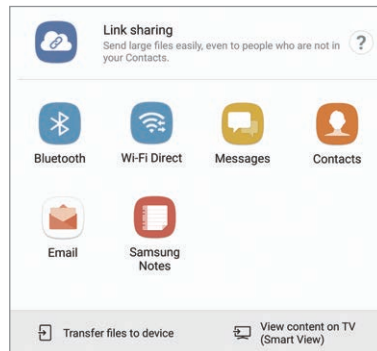 Link sharing
Send large files easily, even to people who are not in
your Contacts.
?
Bluetooth
Wi-Fi Direct
Messages
Contacts
Email
Samsung
Notes
Transfer files to device
View content on TV
(Smart View)